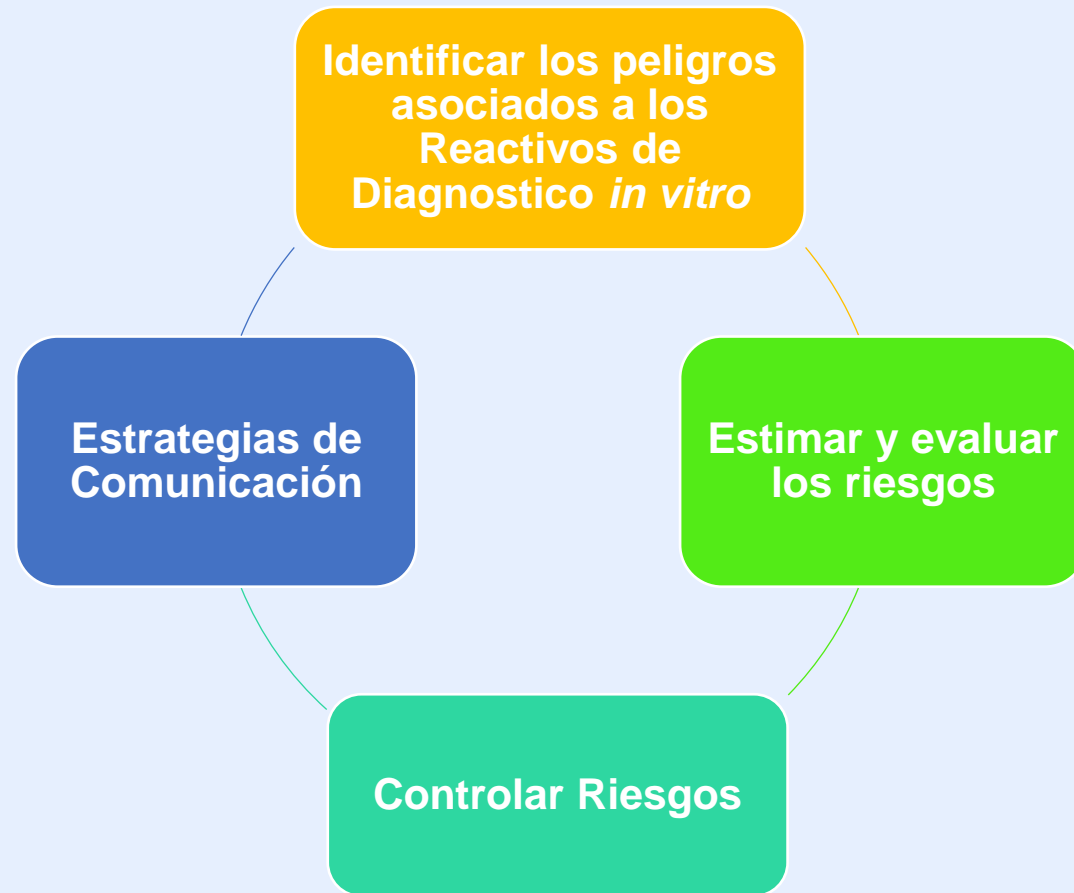 Identificar los peligros
asociados a los
Reactivos de
Diagnostico in vitro
Estrategias de
Comunicación
Estimar y evaluar
los riesgos
Controlar Riesgos